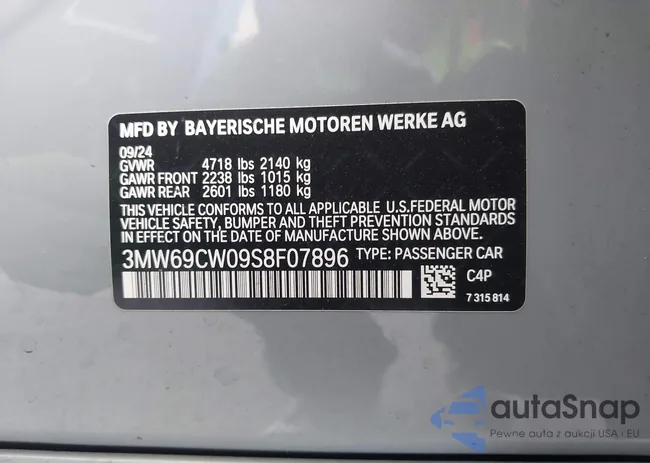 MFD BY BAYERISCHE MOTOREN WERKE AG
09/24
GVWR 4718 lbs 2140 kg
GAWR FRONT 2238 lbs 1015 kg
GAWR REAR 2601 lbs 1180 kg
THIS VEHICLE CONFORMS TO ALL APPLICABLE U.S.FEDERAL MOTOR
VEHICLE SAFETY, BUMPER AND THEFT PREVENTION STANDARDS
IN EFFECT ON THE DATE OF MANUFACTURE SHOWN ABOVE.
3MW69CW09S8F07896 TYPE: PASSENGER CAR
C4P
7 315 814
autaSnap
Pewne auta z aukcji USA i EU